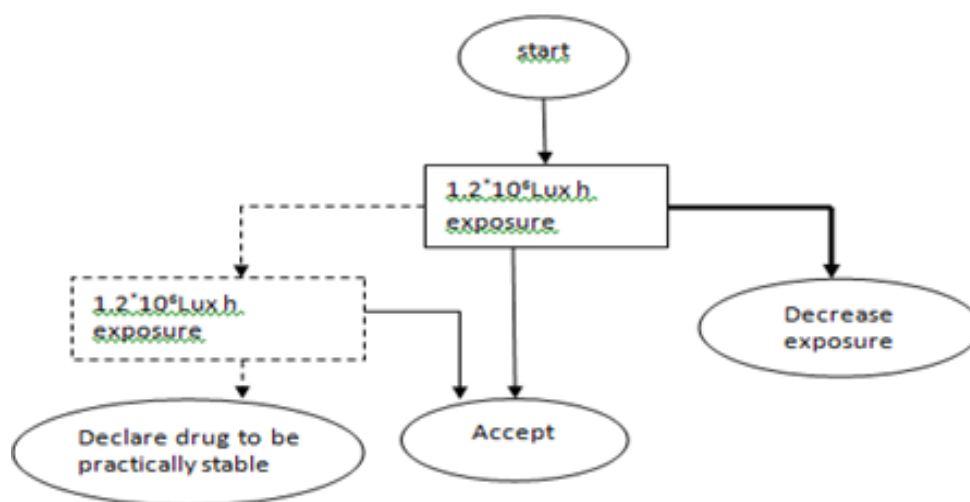 start
1.2*10⁶Lux h
exposure
1.2*10⁶Lux h
exposure
Decrease
exposure
Declare drug to be
practically stable
Accept